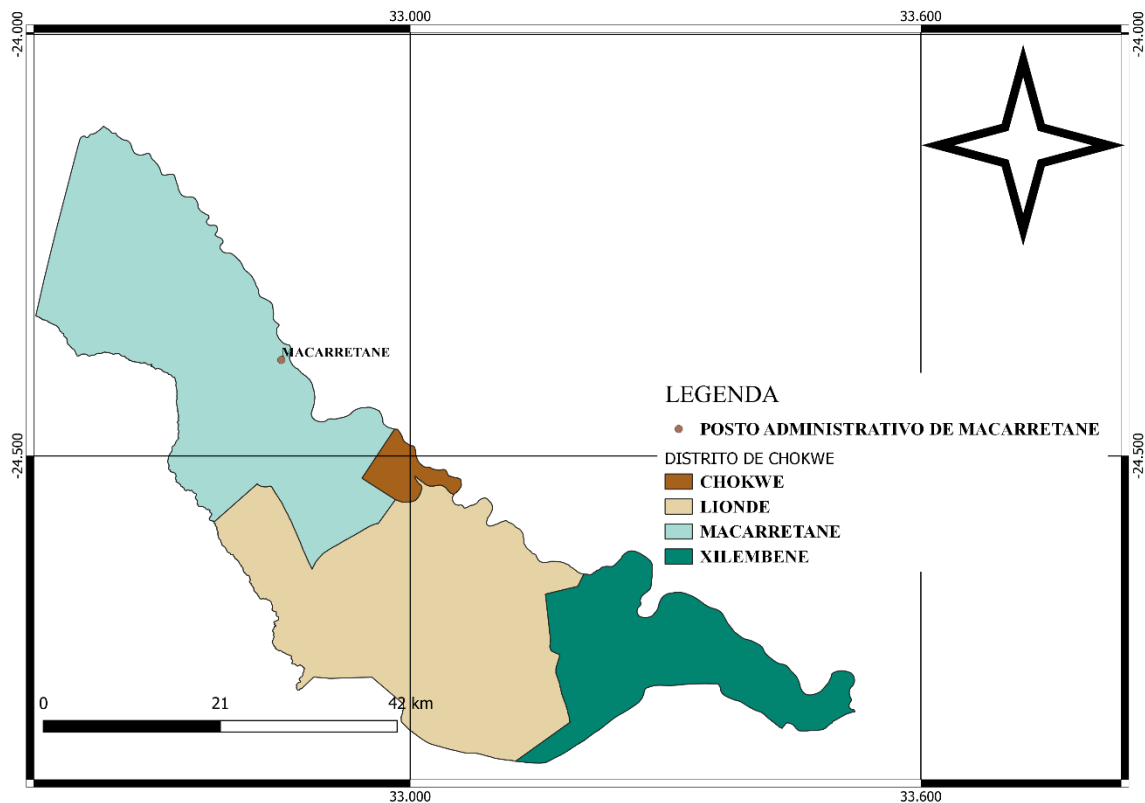 33.000
33.600
-24.000
-24.000
MACARRETANE
LEGENDA
POSTO ADMINISTRATIVO DE MACARRETANE
-24.500
-24.500
DISTRITO DE CHOKWE
CHOKWE
LIONDE
MACARRETANE
XILEMBENE
0
21
42 km
33.000
33.600